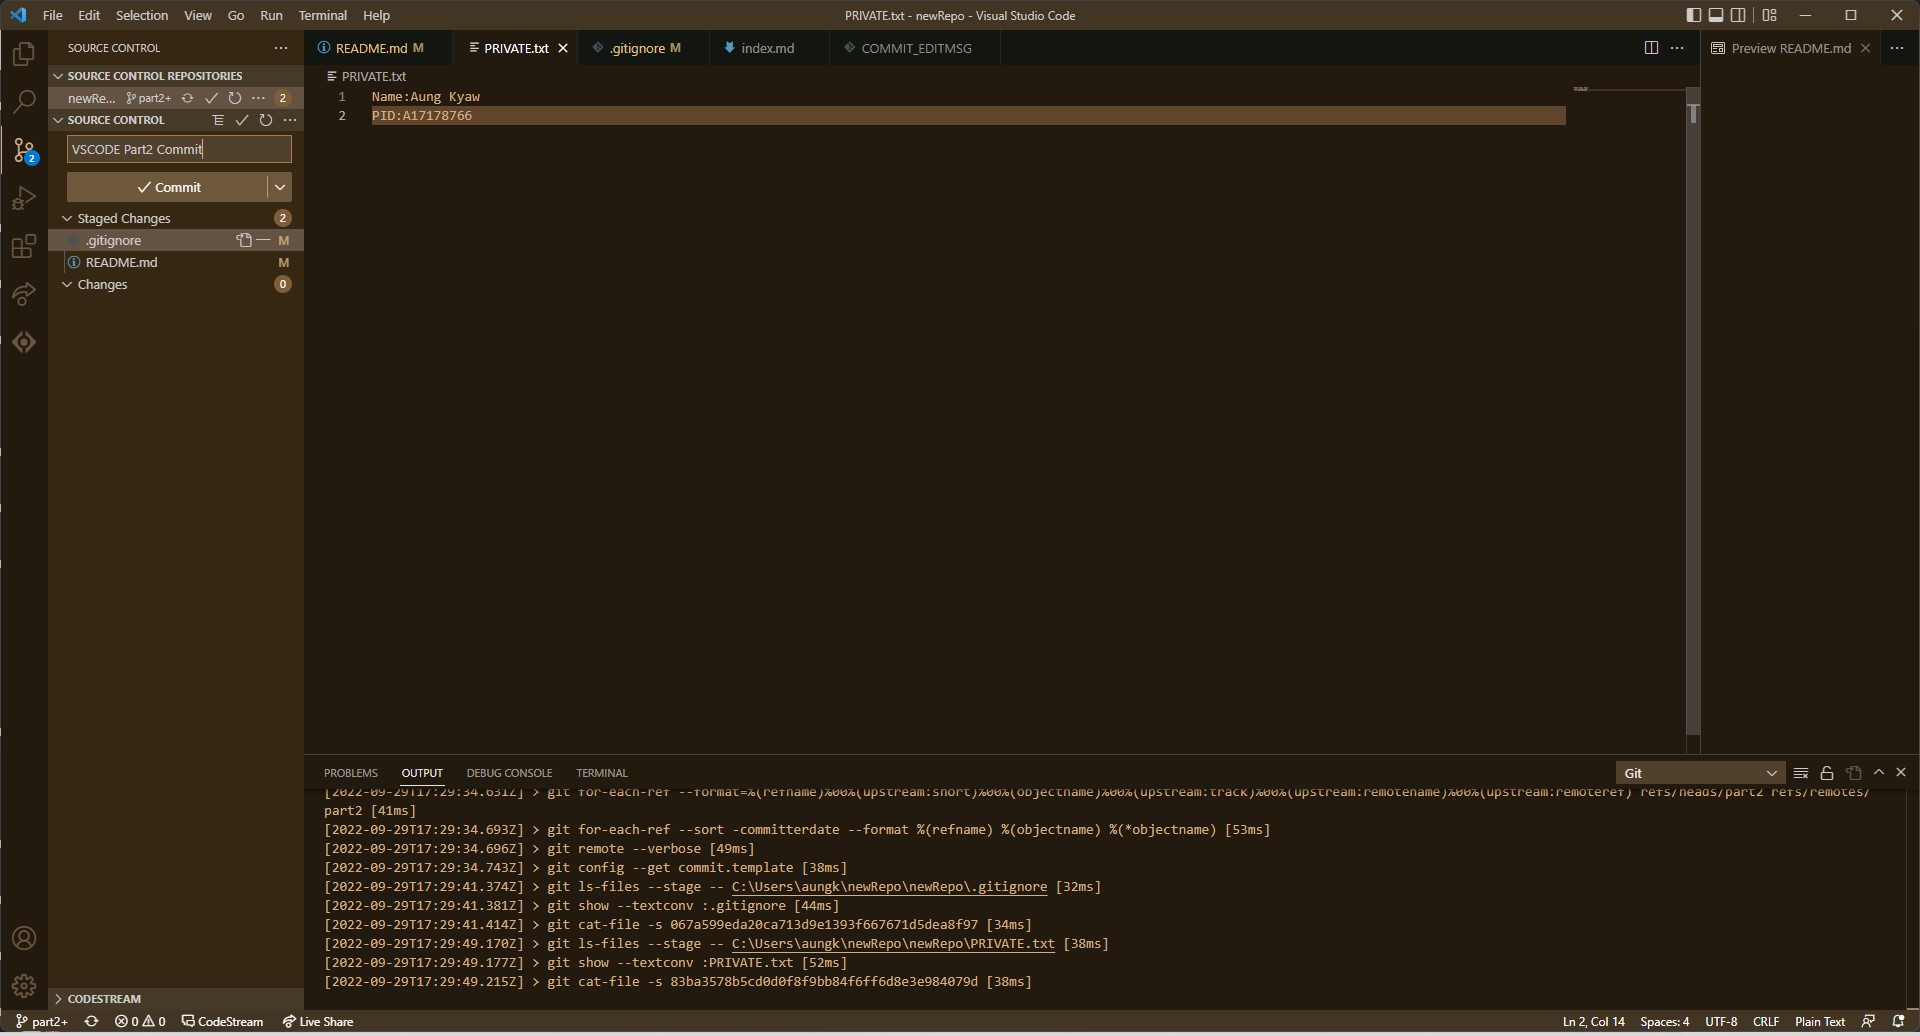 File Edit Selection View Go Run Terminal Help
PRIVATE.txt - newRepo - Visual Studio Code
SOURCE CONTROL
SOURCE CONTROL REPOSITORIES
newRe... part2+ 2
SOURCE CONTROL
VSCODE Part2 Commit
Commit
Staged Changes 2
.gitignore M
README.md M
Changes 0
2
CODESTREAM
README.md M PRIVATE.txt .gitignore M index.md COMMIT_EDITMSG
Preview README.md
PRIVATE.txt
1 Name:Aung Kyaw
2 PID:A17178766
PROBLEMS OUTPUT DEBUG CONSOLE TERMINAL
Git
[2022-09-29T17:29:34.631Z] > git for-each-ref --format=%(refname)%00%(upstream:short)%00%(objectname)%00%(upstream:track)%00%(upstream:remotename)%00%(upstream:remoteref) refs/heads/part2 refs/remotes/
part2 [41ms]
[2022-09-29T17:29:34.693Z] > git for-each-ref --sort -committerdate --format %(refname) %(objectname) %(*objectname) [53ms]
[2022-09-29T17:29:34.696Z] > git remote --verbose [49ms]
[2022-09-29T17:29:34.743Z] > git config --get commit.template [38ms]
[2022-09-29T17:29:41.374Z] > git ls-files --stage -- C:\Users\aungk\newRepo\newRepo\.gitignore [32ms]
[2022-09-29T17:29:41.381Z] > git show --textconv :.gitignore [44ms]
[2022-09-29T17:29:41.414Z] > git cat-file -s 067a599eda20ca713d9e1393f667671d5dea8f97 [34ms]
[2022-09-29T17:29:49.170Z] > git ls-files --stage -- C:\Users\aungk\newRepo\newRepo\PRIVATE.txt [38ms]
[2022-09-29T17:29:49.177Z] > git show --textconv :PRIVATE.txt [52ms]
[2022-09-29T17:29:49.215Z] > git cat-file -s 83ba3578b5cd0d0f8f9bb84f6ff6d8e3e984079d [38ms]
part2+ 0 0 CodeStream Live Share
Ln 2, Col 14 Spaces: 4 UTF-8 CRLF Plain Text